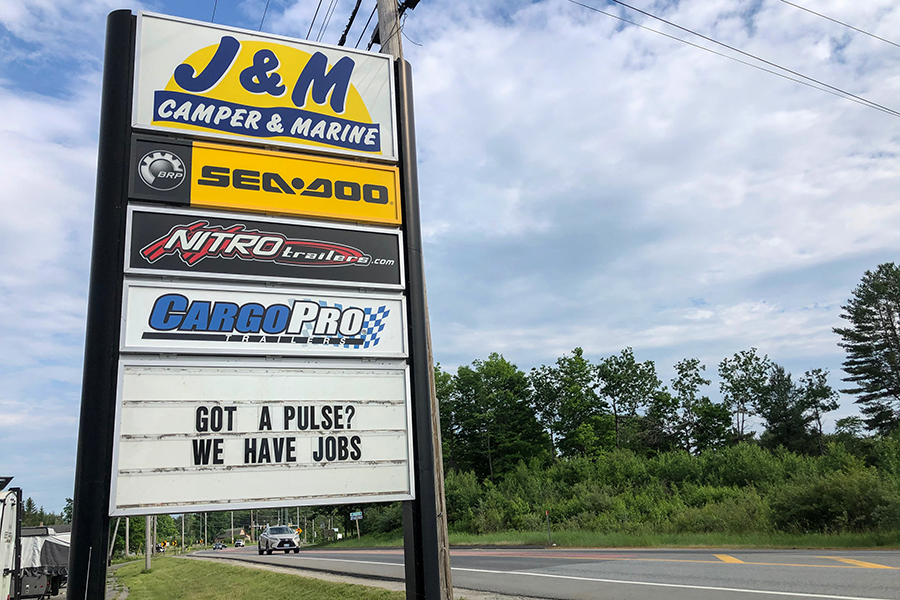 J&M
CAMPER & MARINE
BRP
SEA-DOO
NITRO trailers.com
CARGOPRO
TRAILERS
GOT A PULSE?
WE HAVE JOBS